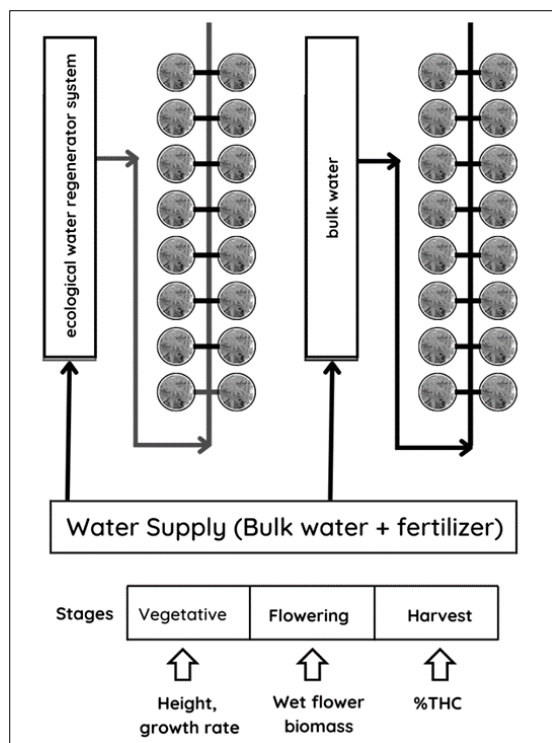 ecological water regenerator system
bulk water
Water Supply (Bulk water + fertilizer)
Stages
Vegetative
Flowering
Harvest
Height,
growth rate
Wet flower
biomass
%THC